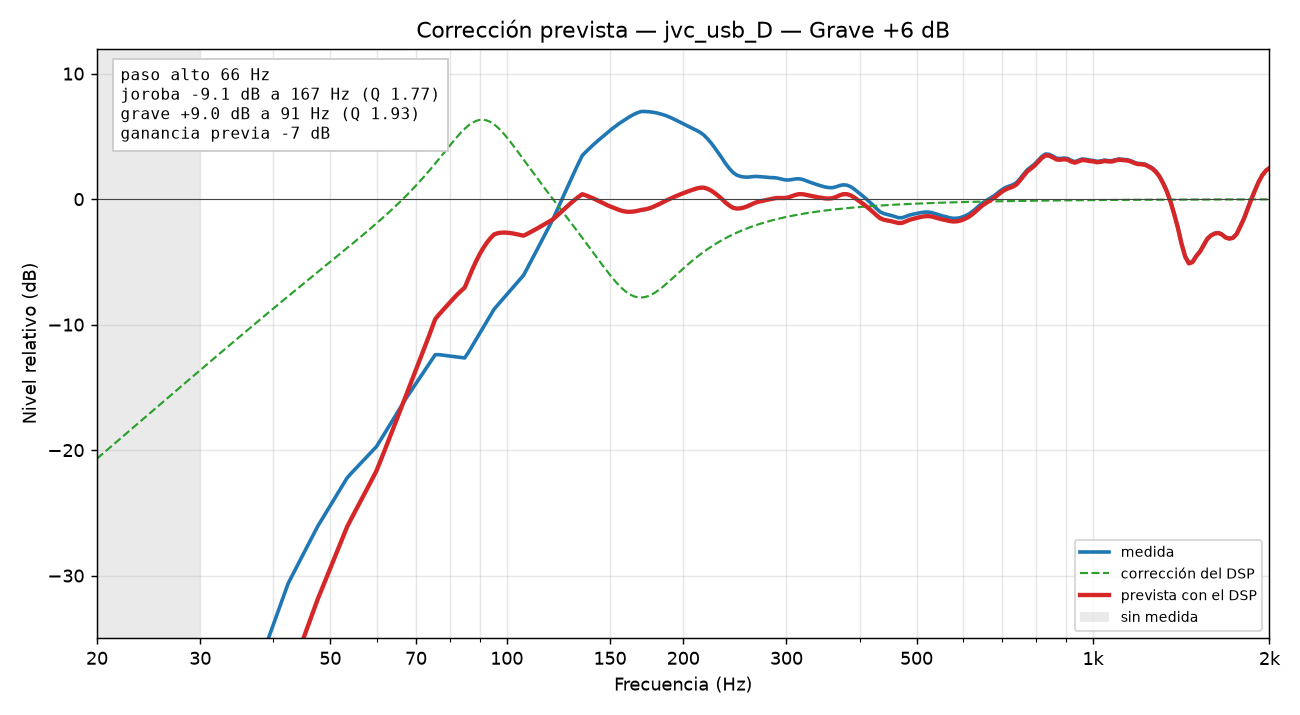 Corrección prevista — jvc_usb_D — Grave +6 dB
paso alto 66 Hz
joroba -9.1 dB a 167 Hz (Q 1.77)
grave +9.0 dB a 91 Hz (Q 1.93)
ganancia previa -7 dB
10
0
−10
−20
−30
Nivel relativo (dB)
medida
corrección del DSP
prevista con el DSP
sin medida
20 30 50 70 100 150 200 300 500 1k 2k
Frecuencia (Hz)